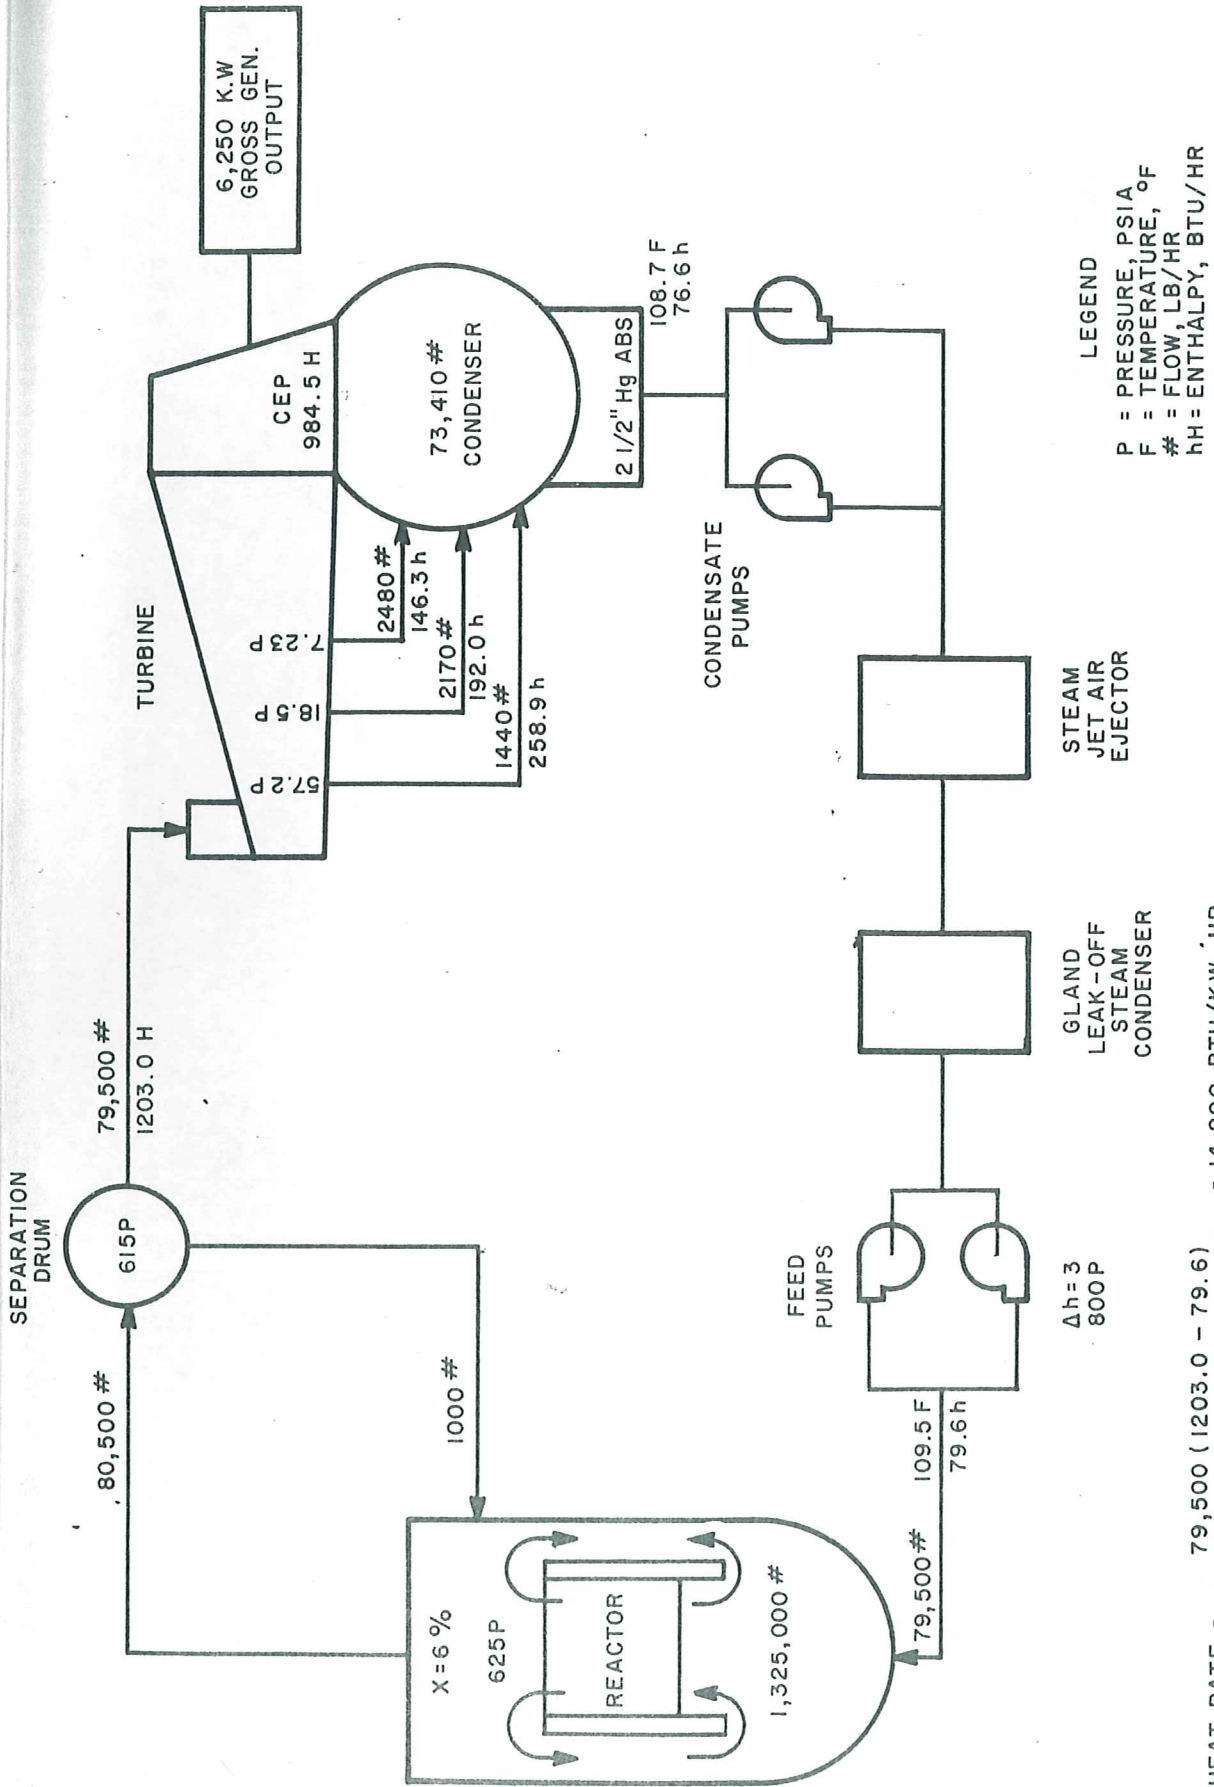 SEPARATION
DRUM
615P
80,500 #
79,500 #
1203.0 H
1000 #
TURBINE
57.2 P
18.5 P
7.23 P
6,250 K.W
GROSS GEN.
OUTPUT
CEP
984.5 H
73,410 #
CONDENSER
2480 #
146.3 h
2170 #
192.0 h
1440 #
258.9 h
2 1/2" Hg ABS
108.7 F
76.6 h
CONDENSATE
PUMPS
STEAM
JET AIR
EJECTOR
GLAND
LEAK-OFF
STEAM
CONDENSER
FEED
PUMPS
Δh = 3
800 P
109.5 F
79.6 h
79,500 #
X = 6 %
625P
REACTOR
1,325,000 #
LEGEND
P = PRESSURE, PSIA
F = TEMPERATURE, °F
# = FLOW, LB/HR
hH = ENTHALPY, BTU/HR
79,500 ( 1203.0 - 79.6 )
HEAT RATE